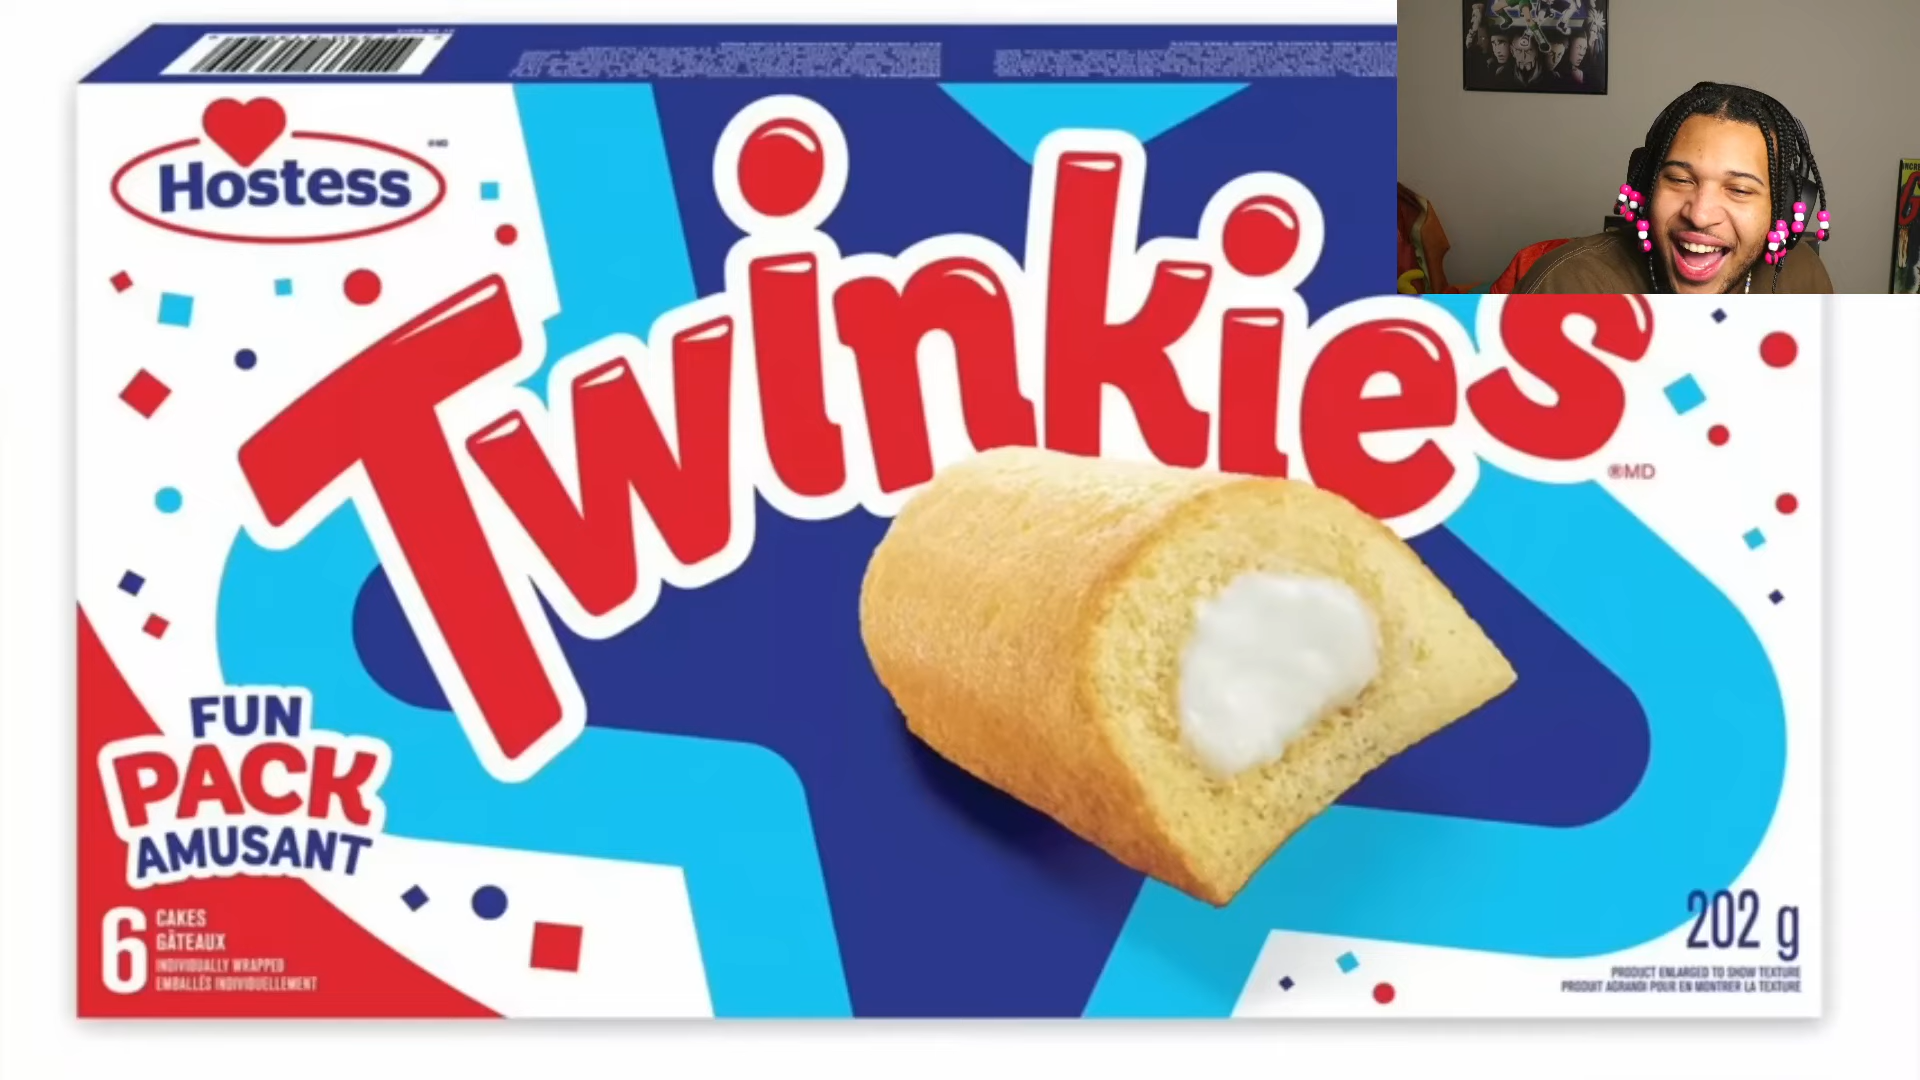 Hostess
Twinkies
®MD
FUN
PACK
AMUSANT
6
CAKES
GÂTEAUX
INDIVIDUALLY WRAPPED
EMBALLÉS INDIVIDUELLEMENT
202 g
PRODUCT ENLARGED TO SHOW TEXTURE
PRODUIT AGRANDI POUR EN MONTRER LA TEXTURE